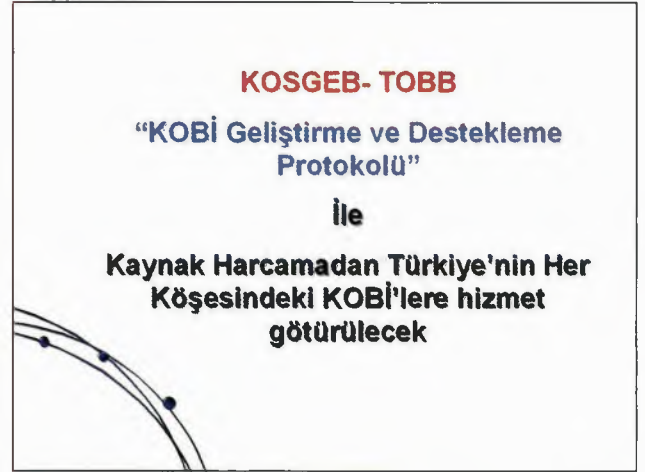 KOSGEB- TOBB
“KOBİ Geliştirme ve Destekleme
Protokolü”
İle
Kaynak Harcamadan Türkiye'nin Her
Köşesindeki KOBİ'lere hizmet
götürülecek